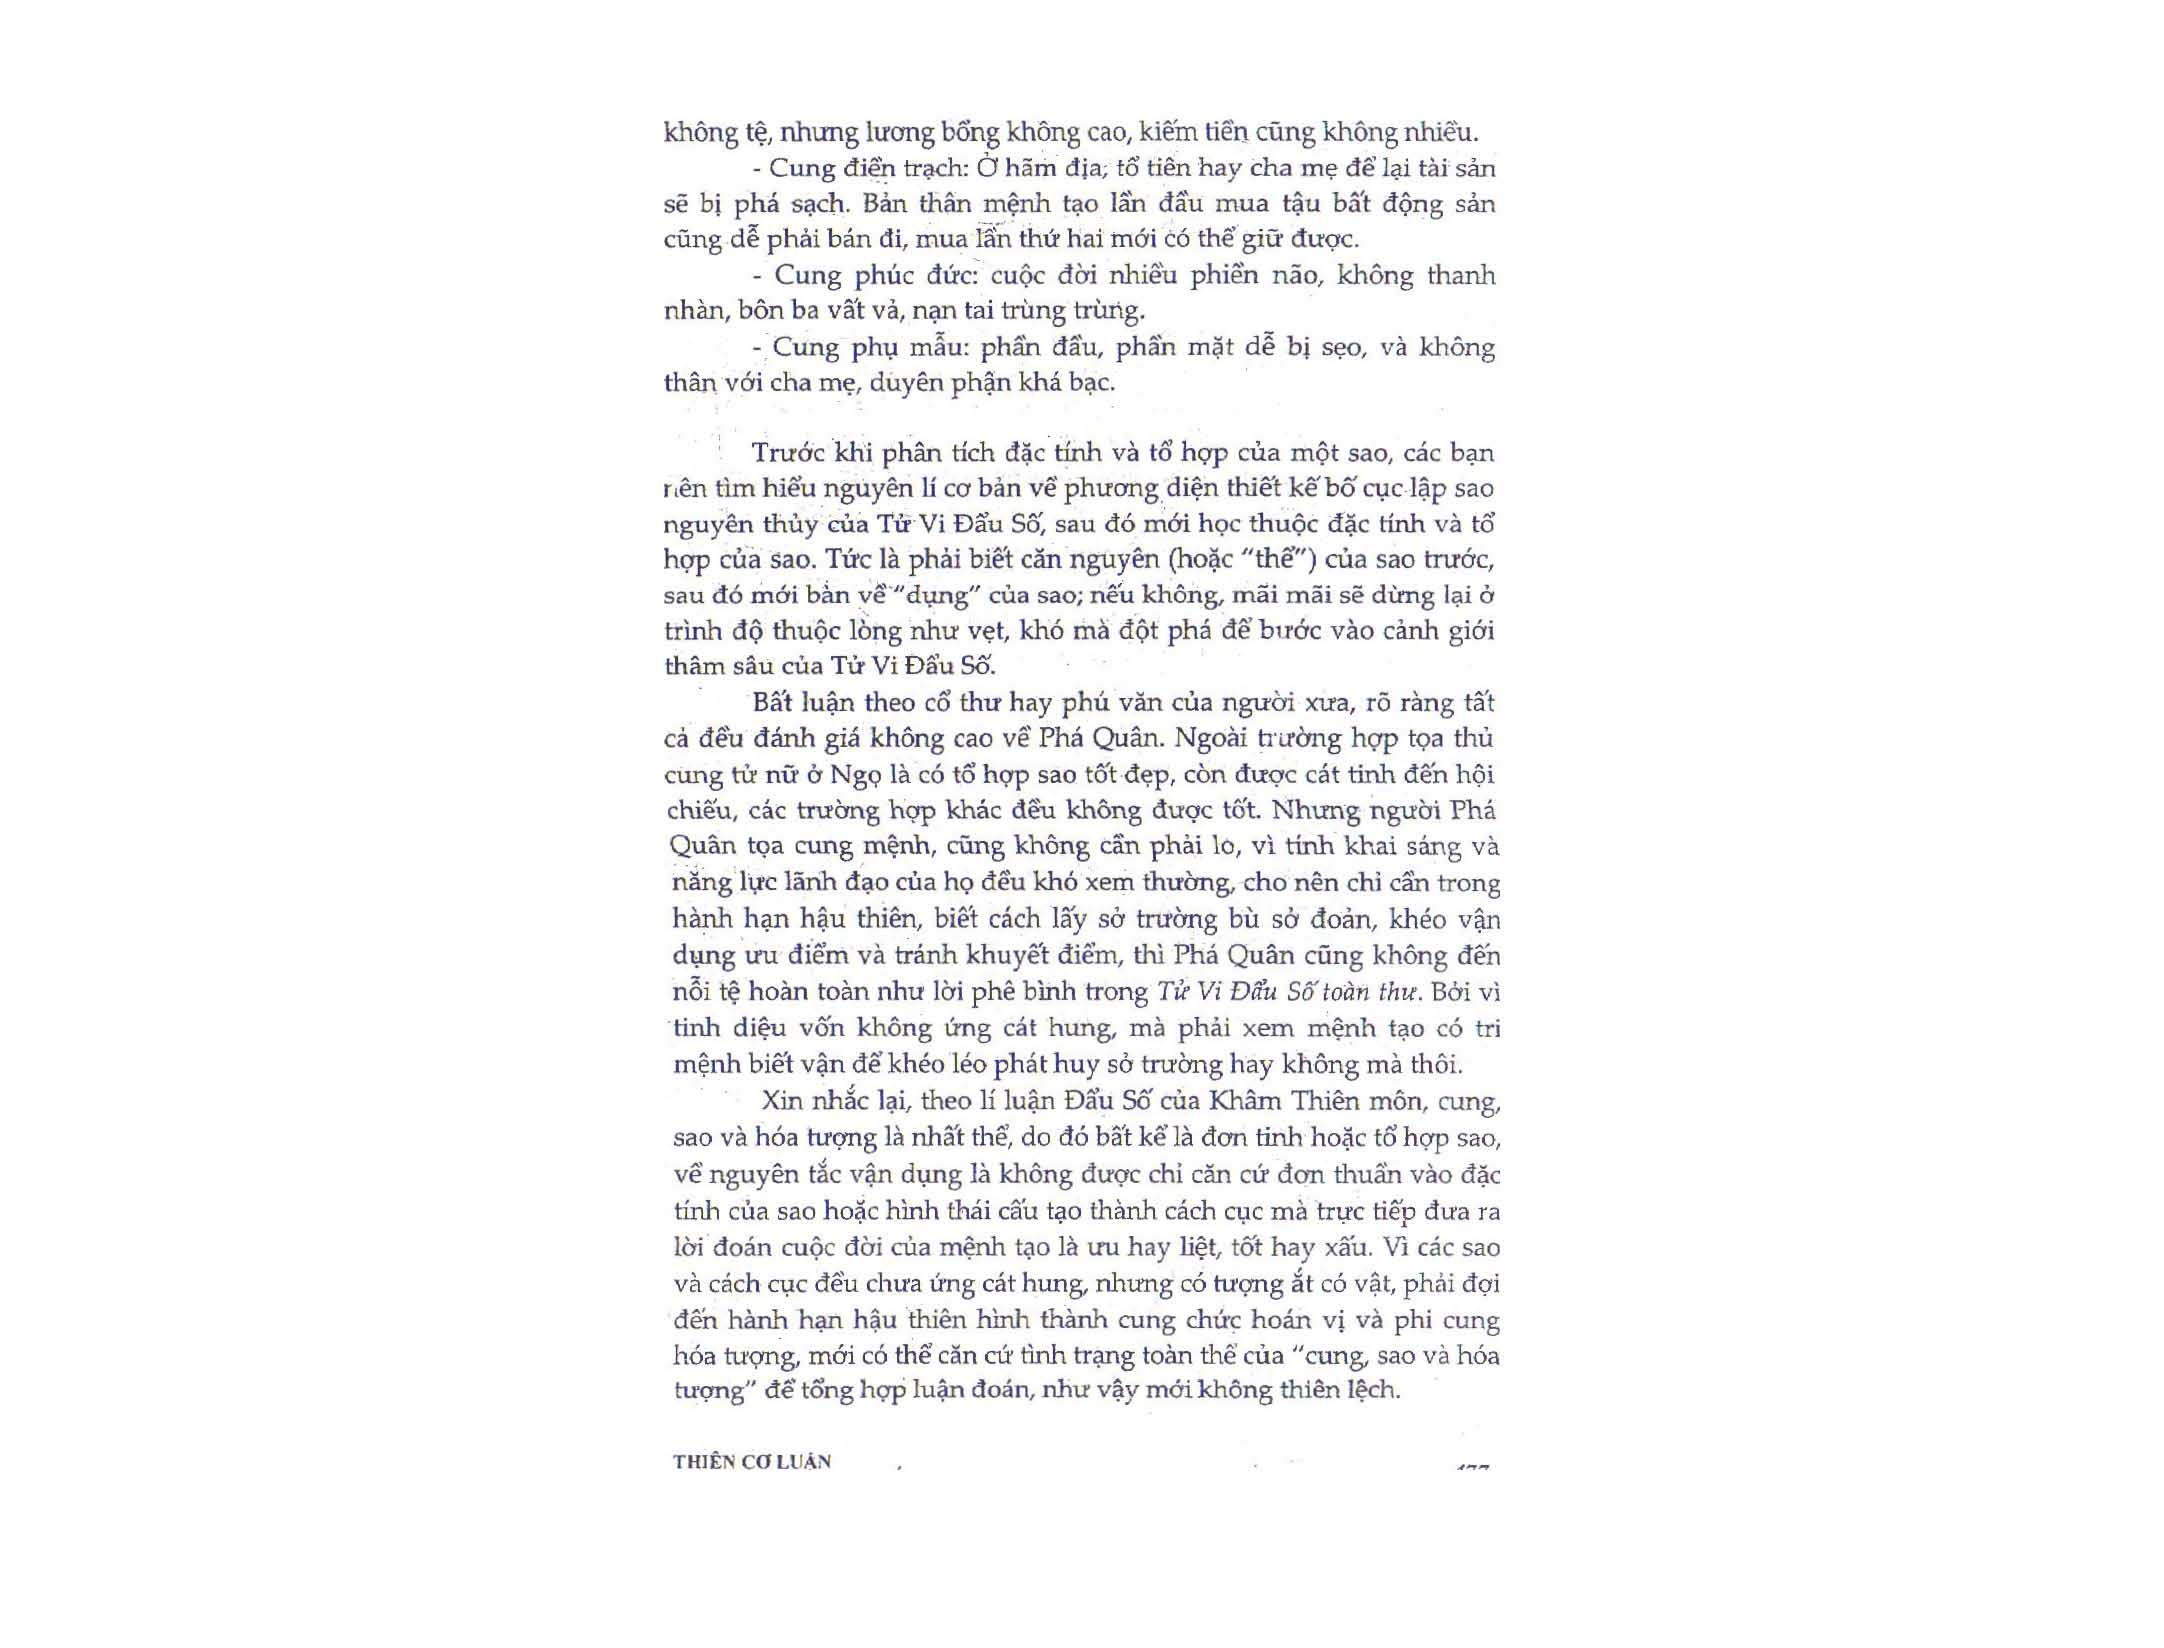 không tệ, nhưng lương bổng không cao, kiếm tiền cũng không nhiều.
- Cung điền trạch: Ở hãm địa; tổ tiên hay cha mẹ để lại tài sản
sẽ bị phá sạch. Bản thân mệnh tạo lần đầu mua tậu bất động sản
cũng dễ phải bán đi, mua lần thứ hai mới có thể giữ được.
- Cung phúc đức: cuộc đời nhiều phiền não, không thanh
nhàn, bôn ba vất vả, nạn tai trùng trùng.
- Cung phụ mẫu: phần đầu, phần mặt dễ bị sẹo, và không
thân với cha mẹ, duyên phận khá bạc.
Trước khi phân tích đặc tính và tổ hợp của một sao, các bạn
nên tìm hiểu nguyên lí cơ bản về phương diện thiết kế bố cục lập sao
nguyên thủy của Tử Vi Đẩu Số, sau đó mới học thuộc đặc tính và tổ
hợp của sao. Tức là phải biết căn nguyên (hoặc "thể") của sao trước,
sau đó mới bàn về "dụng" của sao; nếu không, mãi mãi sẽ dừng lại ở
trình độ thuộc lòng như vẹt, khó mà đột phá để bước vào cảnh giới
thâm sâu của Tử Vi Đẩu Số.
Bất luận theo cổ thư hay phú văn của người xưa, rõ ràng tất
cả đều đánh giá không cao về Phá Quân. Ngoài trường hợp tọa thủ
cung tử nữ ở Ngọ là có tổ hợp sao tốt đẹp, còn được cát tinh đến hội
chiếu, các trường hợp khác đều không được tốt. Nhưng người Phá
Quân tọa cung mệnh, cũng không cần phải lo, vì tính khai sáng và
năng lực lãnh đạo của họ đều khó xem thường, cho nên chỉ cần trong
hành hạn hậu thiên, biết cách lấy sở trường bù sở đoản, khéo vận
dụng ưu điểm và tránh khuyết điểm, thì Phá Quân cũng không đến
nỗi tệ hoàn toàn như lời phê bình trong Tử Vi Đẩu Số toàn thư. Bởi vì
tinh diệu vốn không ứng cát hung, mà phải xem mệnh tạo có tri
mệnh biết vận để khéo léo phát huy sở trường hay không mà thôi.
Xin nhắc lại, theo lí luận Đẩu Số của Khâm Thiên môn, cung,
sao và hóa tượng là nhất thể, do đó bất kể là đơn tinh hoặc tổ hợp sao,
về nguyên tắc vận dụng là không được chỉ căn cứ đơn thuần vào đặc
tính của sao hoặc hình thái cấu tạo thành cách cục mà trực tiếp đưa ra
lời đoán cuộc đời của mệnh tạo là ưu hay liệt, tốt hay xấu. Vì các sao
và cách cục đều chưa ứng cát hung, nhưng có tượng ắt có vật, phải đợi
đến hành hạn hậu thiên hình thành cung chức hoán vị và phi cung
hóa tượng, mới có thể căn cứ tình trạng toàn thể của "cung, sao và hóa
tượng" để tổng hợp luận đoán, như vậy mới không thiên lệch.
THIÊN CƠ LUẬN